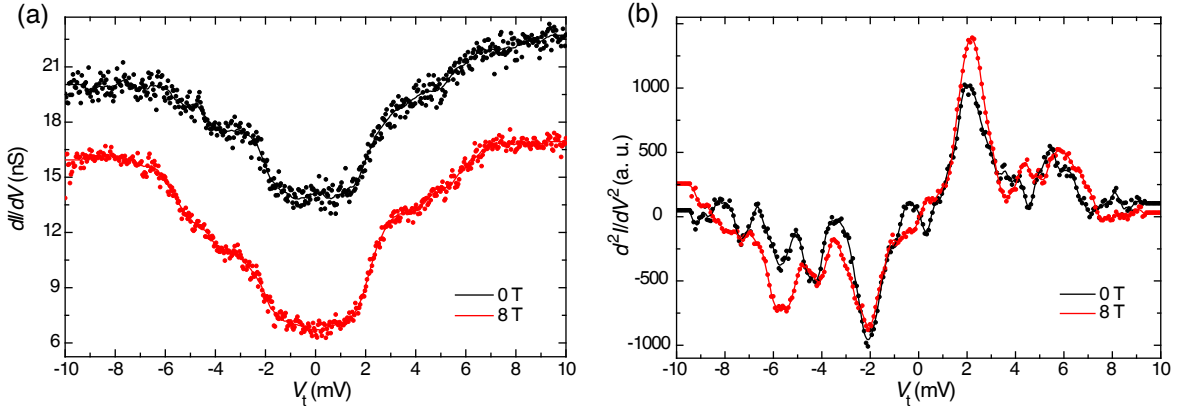 (a)
21
18
15
12
9
6
dI/dV (nS)
0 T
8 T
-10 -8 -6 -4 -2 0 2 4 6 8 10
Vt (mV)
(b)
1000
500
0
-500
-1000
d²I/dV² (a. u.)
0 T
8 T
-10 -8 -6 -4 -2 0 2 4 6 8 10
Vt (mV)